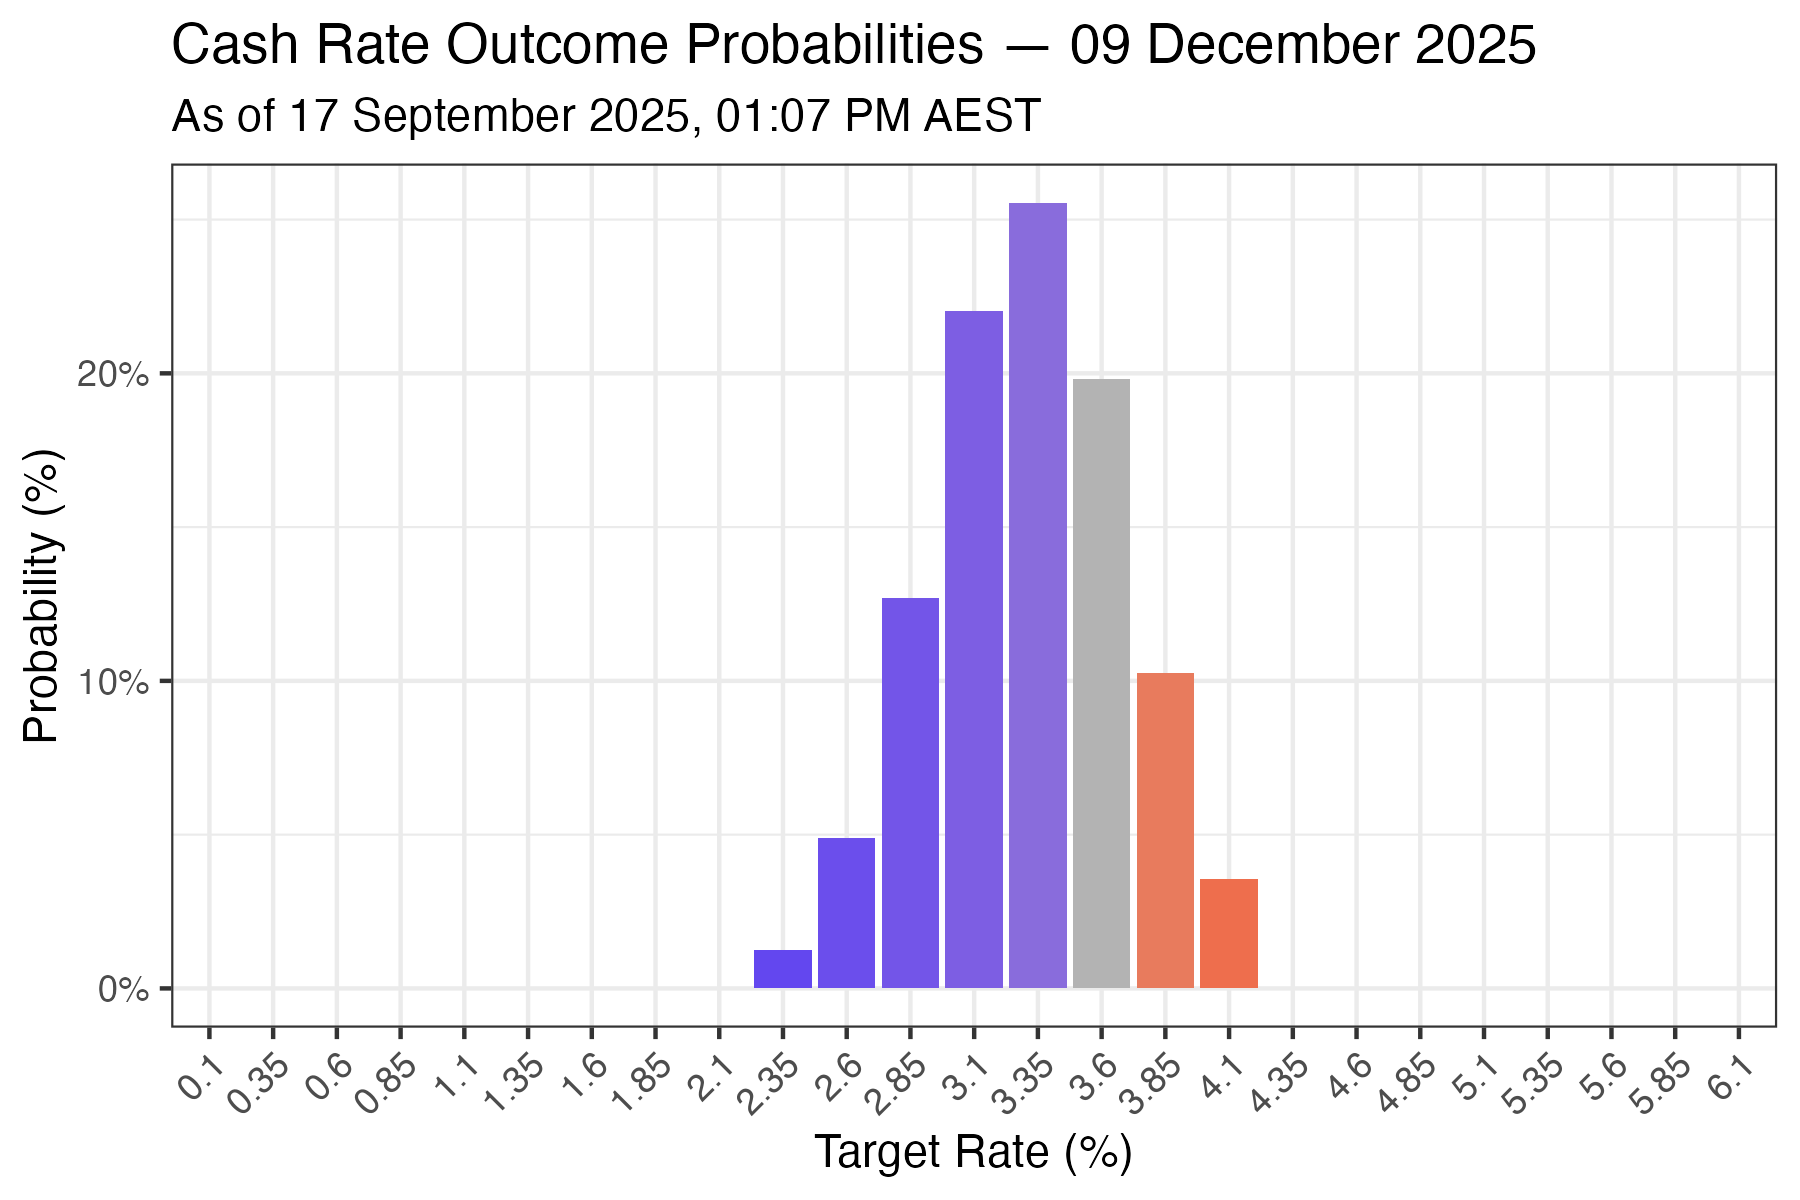 Cash Rate Outcome Probabilities — 09 December 2025
As of 17 September 2025, 01:07 PM AEST
Probability (%)
20%
10%
0%
0.1 0.35 0.6 0.85 1.1 1.35 1.6 1.85 2.1 2.35 2.6 2.85 3.1 3.35 3.6 3.85 4.1 4.35 4.6 4.85 5.1 5.35 5.6 5.85 6.1
Target Rate (%)